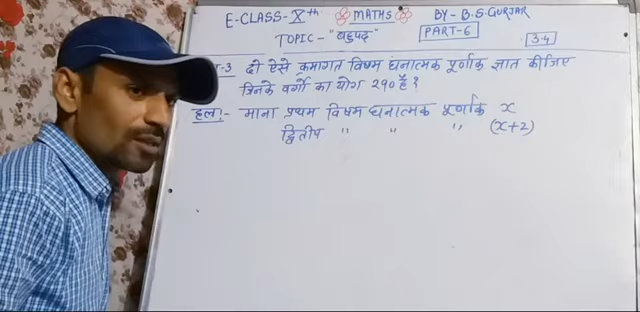 E-CLASS-Xth MATHS BY-B.S.GURJAR
TOPIC-"बहुपद" PART-6 3.4
-3 दो ऐसे क्रमागत विषम धनात्मक पूर्णांक ज्ञात कीजिए
जिनके वर्गो का योग 290 है?
हल:- माना प्रथम विषम धनात्मक पूर्णांक x
द्वितीय " " " (x+2)